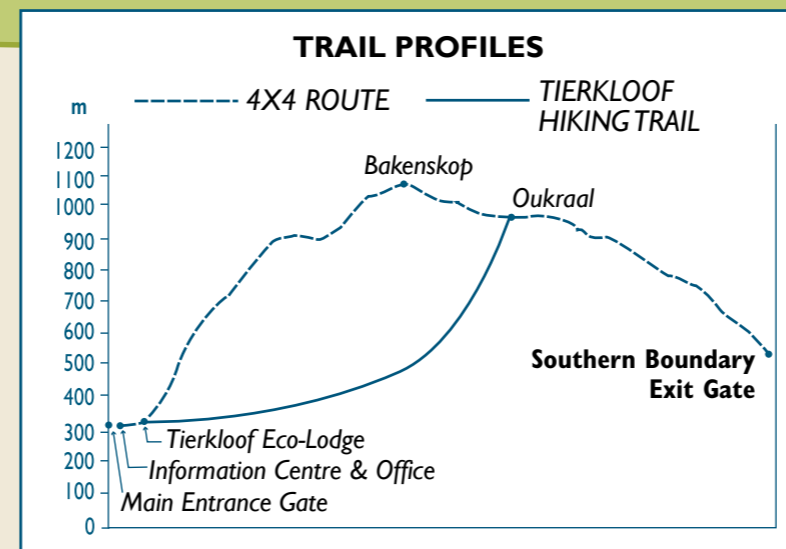 TRAIL PROFILES
m
4X4 ROUTE
TIERKLOOF
HIKING TRAIL
1200
1100
1000
900
800
700
600
500
400
300
200
100
0
Bakenskop
Oukraal
Southern Boundary
Exit Gate
Tierkloof Eco-Lodge
Information Centre & Office
Main Entrance Gate